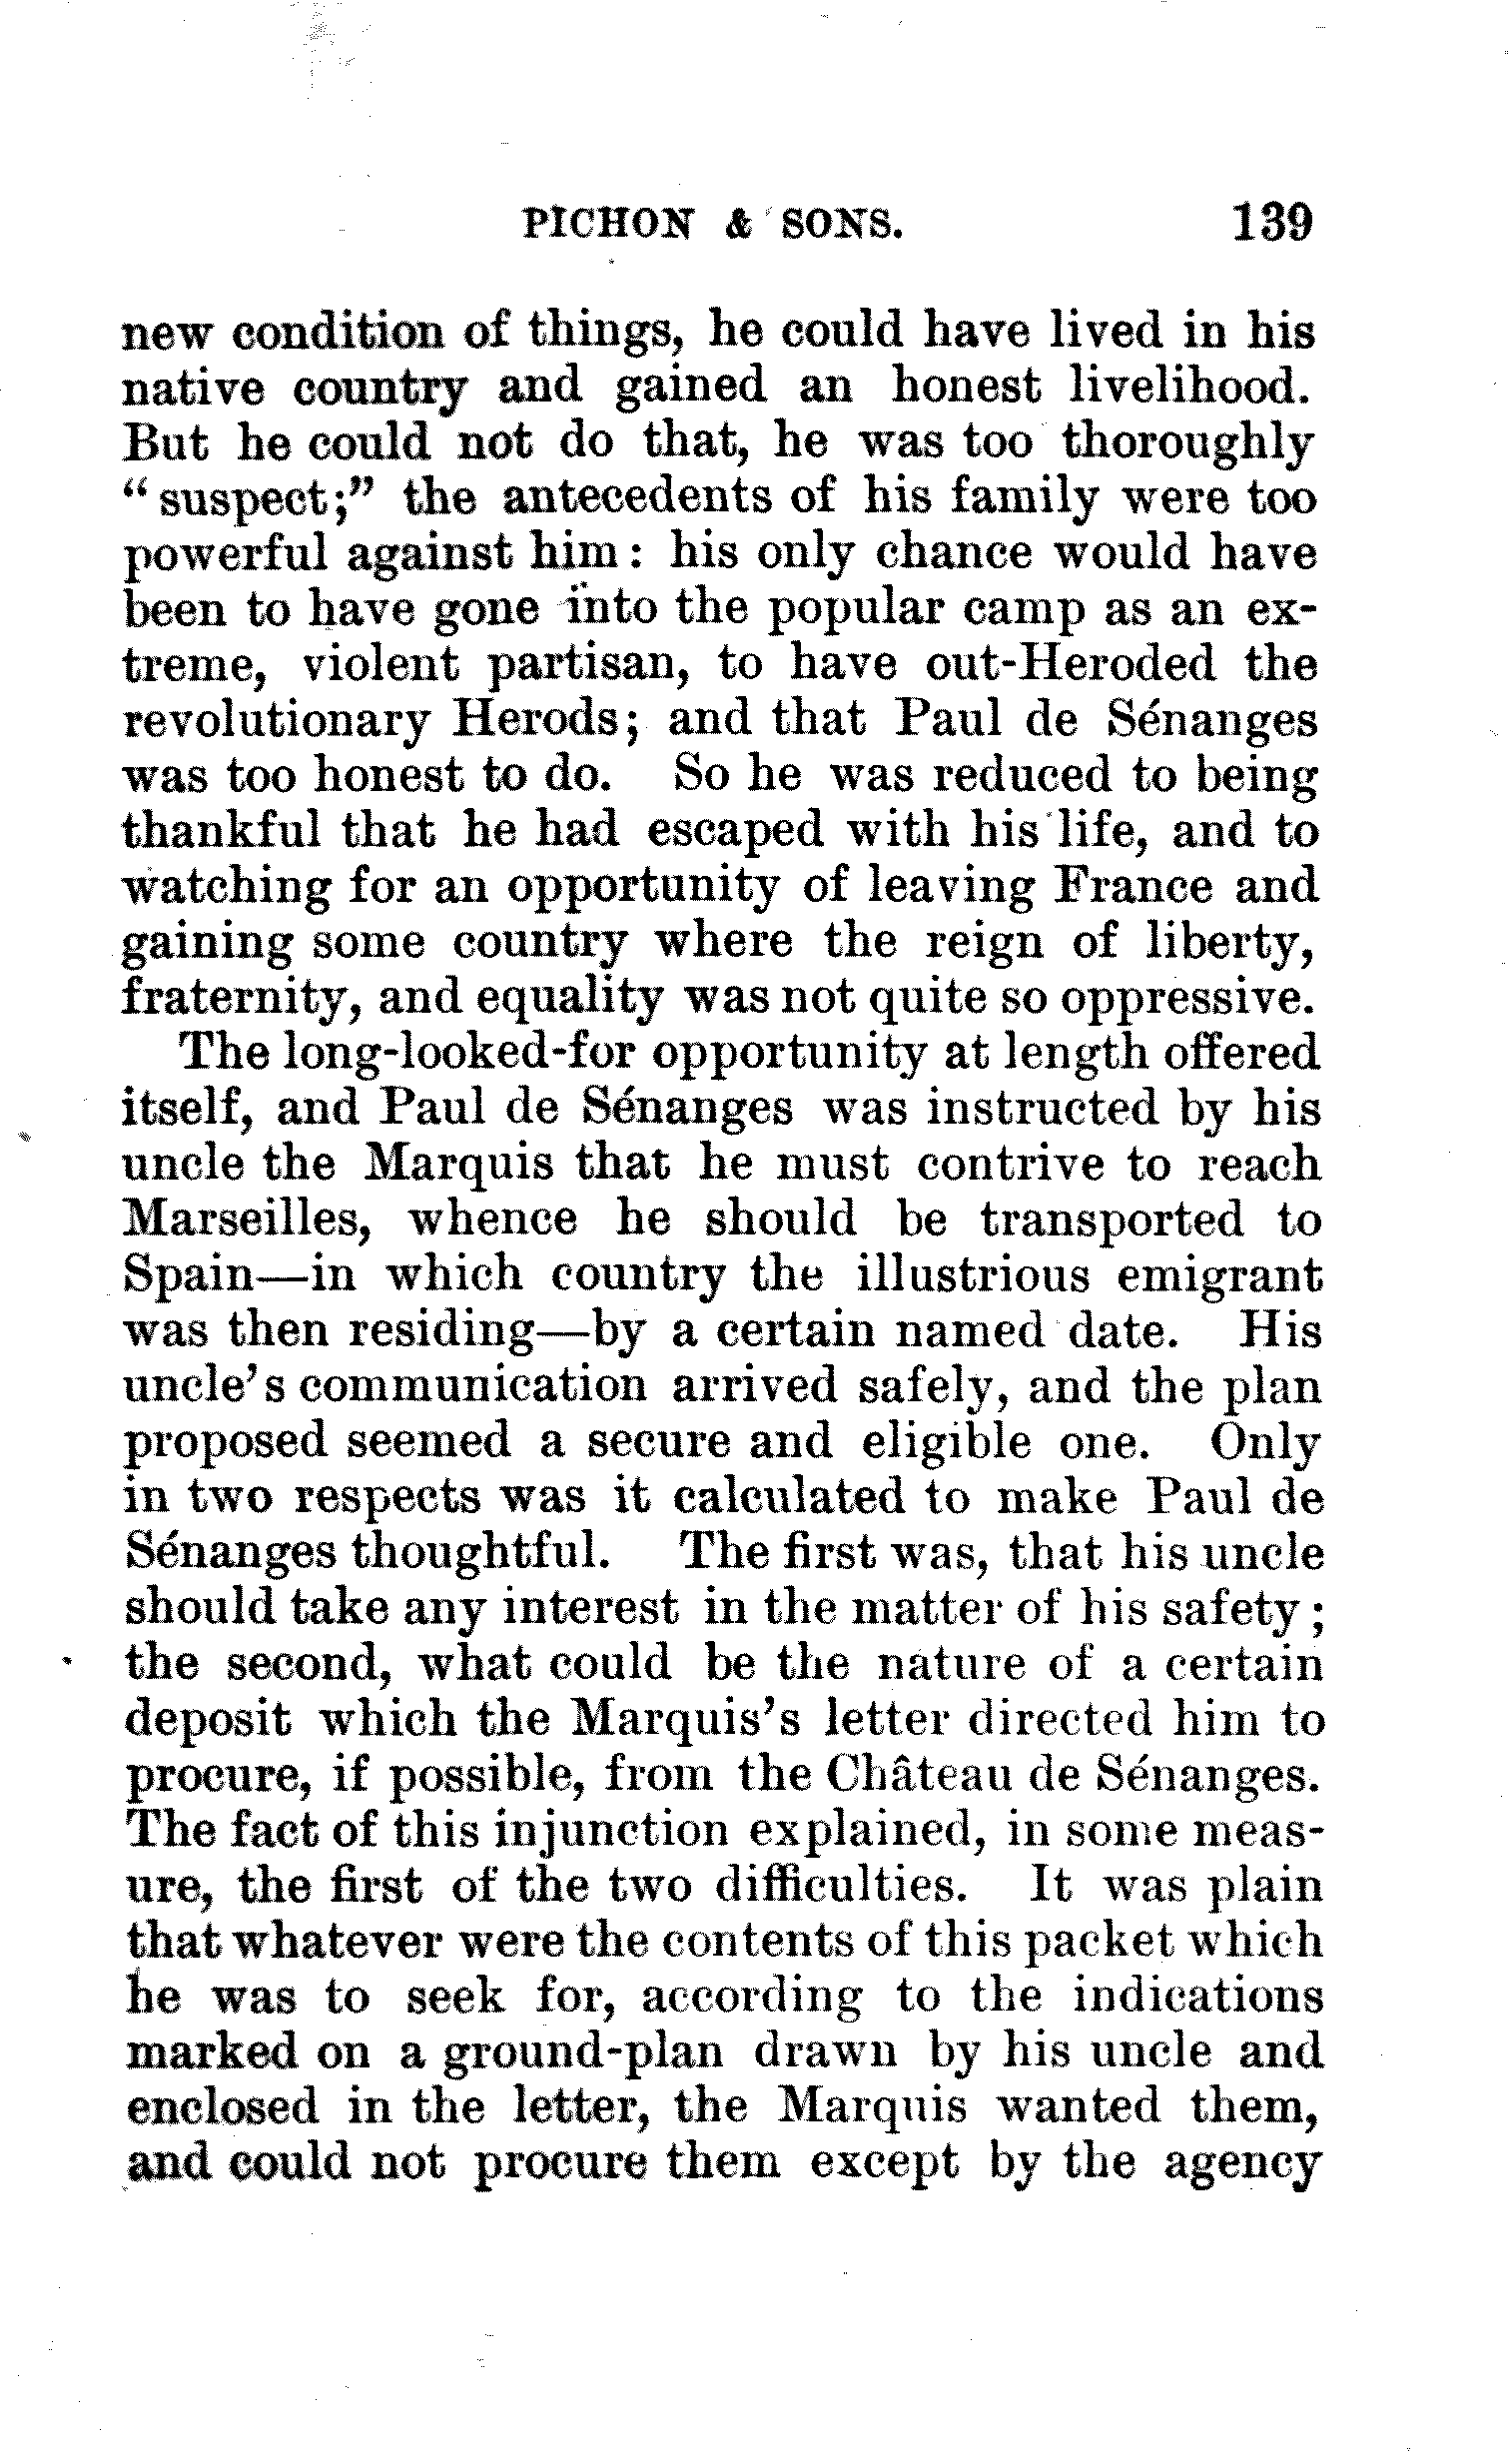 PICHON & SONS. 139
new condition of things, he could have lived in his
native country and gained an honest livelihood.
But he could not do that, he was too thoroughly
“suspect;” the antecedents of his family were too
powerful against him: his only chance would have
been to have gone into the popular camp as an ex-
treme, violent partisan, to have out-Heroded the
revolutionary Herods; and that Paul de Sénanges
was too honest to do. So he was reduced to being
thankful that he had escaped with his life, and to
watching for an opportunity of leaving France and
gaining some country where the reign of liberty,
fraternity, and equality was not quite so oppressive.
The long-looked-for opportunity at length offered
itself, and Paul de Sénanges was instructed by his
uncle the Marquis that he must contrive to reach
Marseilles, whence he should be transported to
Spain—in which country the illustrious emigrant
was then residing—by a certain named date. His
uncle's communication arrived safely, and the plan
proposed seemed a secure and eligible one. Only
in two respects was it calculated to make Paul de
Sénanges thoughtful. The first was, that his uncle
should take any interest in the matter of his safety;
the second, what could be the nature of a certain
deposit which the Marquis's letter directed him to
procure, if possible, from the Château de Sénanges.
The fact of this injunction explained, in some meas-
ure, the first of the two difficulties. It was plain
that whatever were the contents of this packet which
he was to seek for, according to the indications
marked on a ground-plan drawn by his uncle and
enclosed in the letter, the Marquis wanted them,
and could not procure them except by the agency